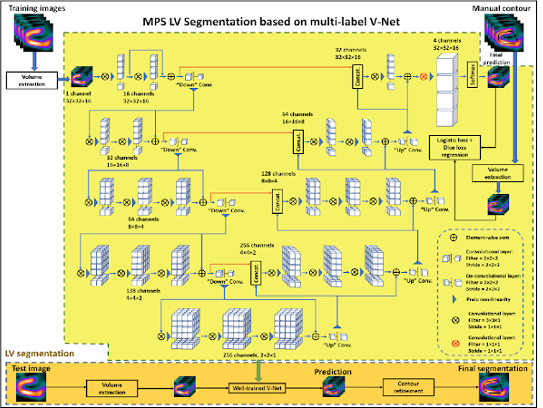 Training images
MPS LV Segmentation based on multi-label V-Net
Manual contour
Volume
extraction
1 channel
32×32×16
16 channels
32×32×16
"Down" Conv.
32 channels
32×32×16
Concat.
4 channels
32×32×16
Softmax
Final
prediction
32 channels
16×16×8
"Down" Conv.
64 channels
16×16×8
Concat.
"Up" Conv.
Logistic loss +
Dice loss
regression
Volume
extraction
64 channels
8×8×4
"Down" Conv.
128 channels
8×8×4
Concat.
"Up" Conv.
128 channels
4×4×2
"Down" Conv.
256 channels
4×4×2
Concat.
"Up" Conv.
256 channels, 2×2×1
"Up" Conv.
Element-wise sum
Convolutional layer:
Filter = 2×2×2
Stride = 2×2×2
De-convolutional layer:
Filter = 2×2×2
Stride = 2×2×2
Prelu non-linearity
Convolutional layer:
Stride = 1×1×1
Convolutional layer:
Filter = 1×1×1
Stride = 1×1×1
LV segmentation
Test image
Volume
extraction
Well-trained V-Net
Prediction
Contour
refinement
Final segmentation